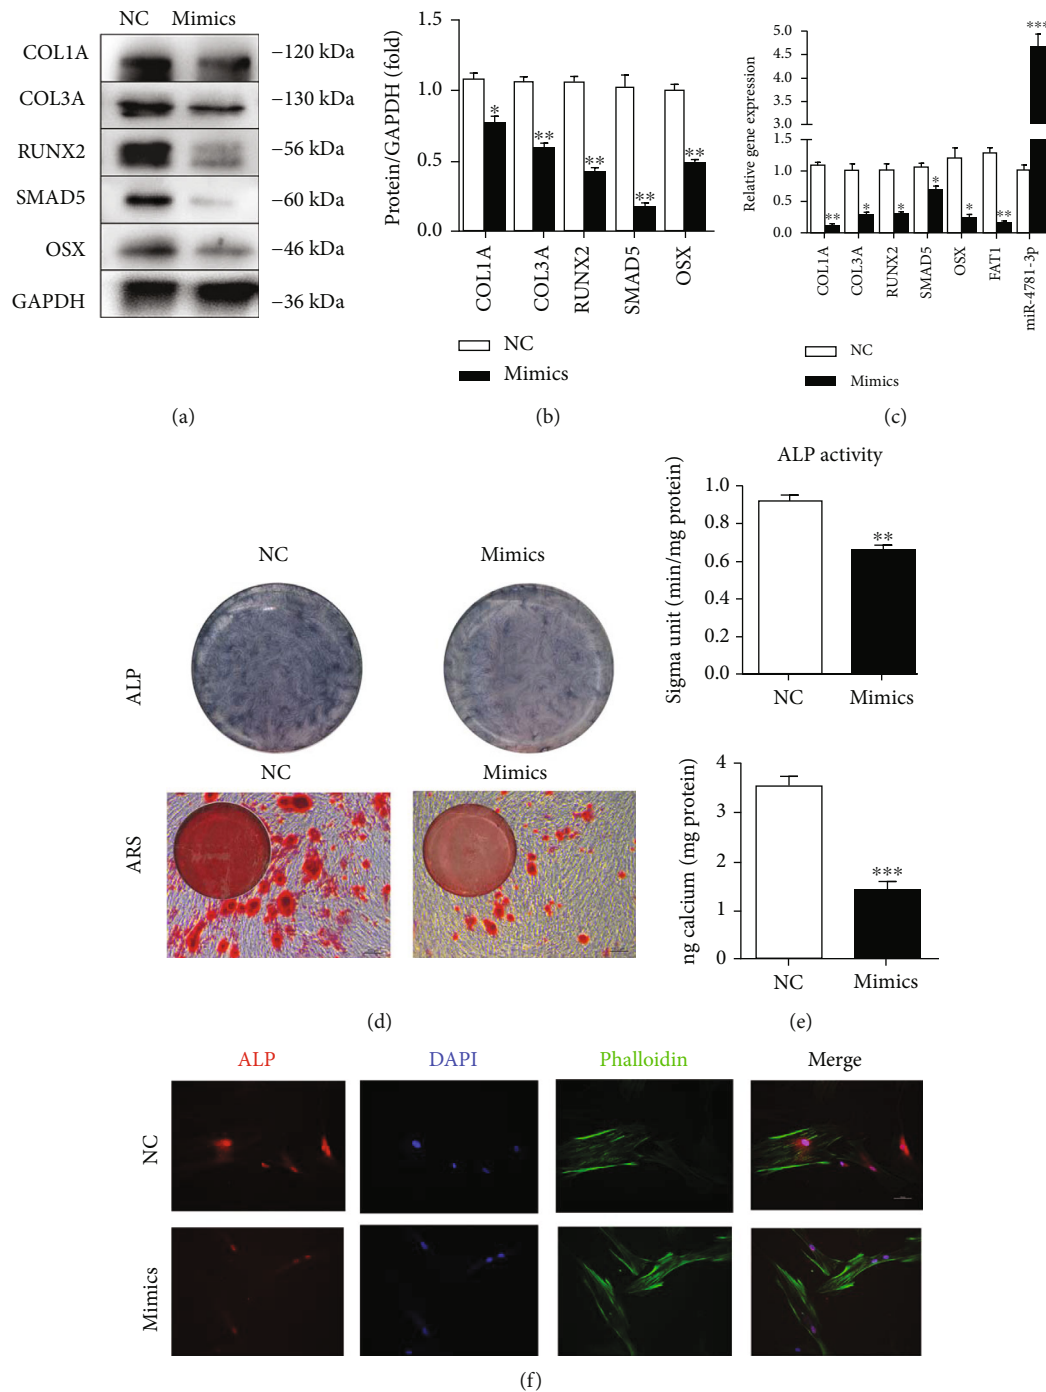 NC Mimics
COL1A −120 kDa
COL3A −130 kDa
RUNX2 −56 kDa
SMAD5 −60 kDa
OSX −46 kDa
GAPDH −36 kDa
(a)
Protein/GAPDH (fold)
1.5
1.0
0.5
0.0
*
**
**
**
**
COL1A
COL3A
RUNX2
SMAD5
OSX
NC
Mimics
(b)
Relative gene expression
5.0
4.5
4.0
3.5
3.0
1.5
1.0
0.5
0.0
**
*
*
*
*
**
***
COL1A
COL3A
RUNX2
SMAD5
OSX
FAT1
miR-4781-3p
NC
Mimics
(c)
NC Mimics
ALP
NC Mimics
ARS
(d)
ALP activity
Sigma unit (min/mg protein)
1.0
0.8
0.6
0.4
0.2
0.0
**
NC Mimics
ng calcium (mg protein)
4
3
2
1
0
***
NC Mimics
(e)
ALP DAPI Phalloidin Merge
NC
Mimics
(f)